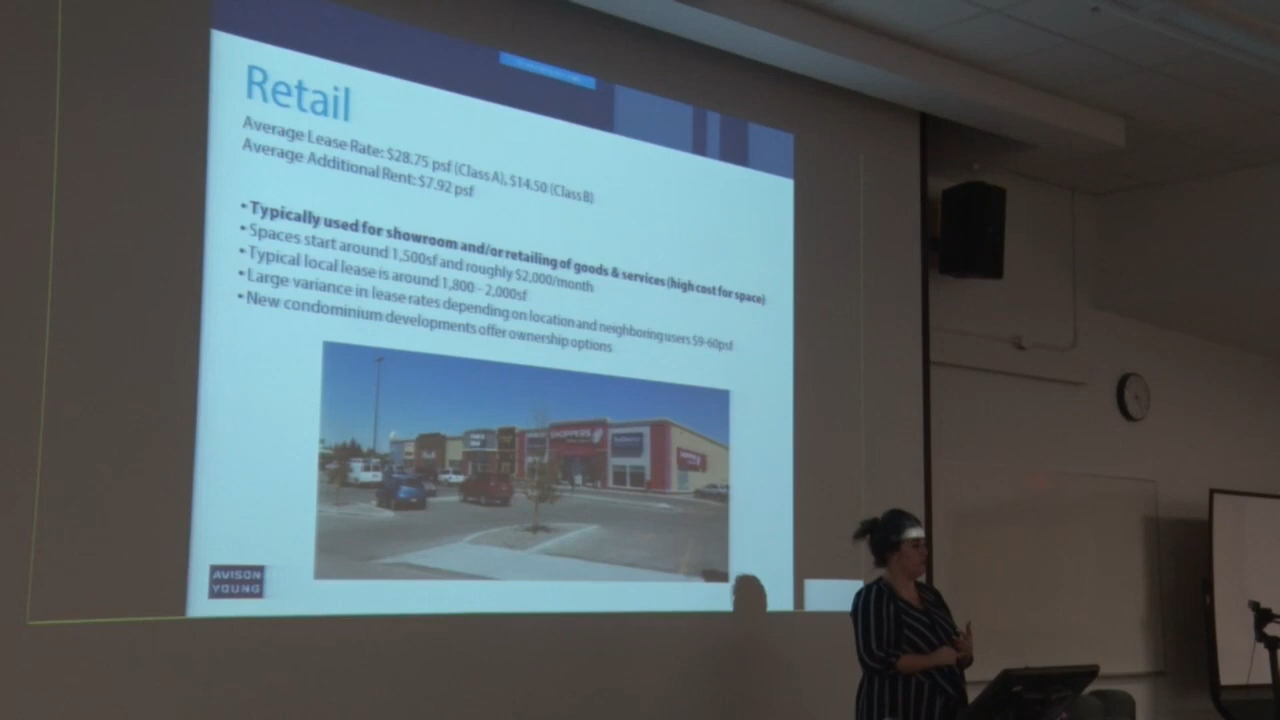 Retail
Average Lease Rate: $28.75 psf (Class A), $14.50 (Class B)
Average Additional Rent: $7.92 psf
• Typically used for showroom and/or retailing of goods & services (high cost for space)
• Spaces start around 1,500sf and roughly $2,000/month
• Typical local lease is around 1,800 - 2,000sf
• Large variance in lease rates depending on location and neighboring users $9-60psf
• New condominium developments offer ownership options
SHOPPERS
AVISON
YOUNG